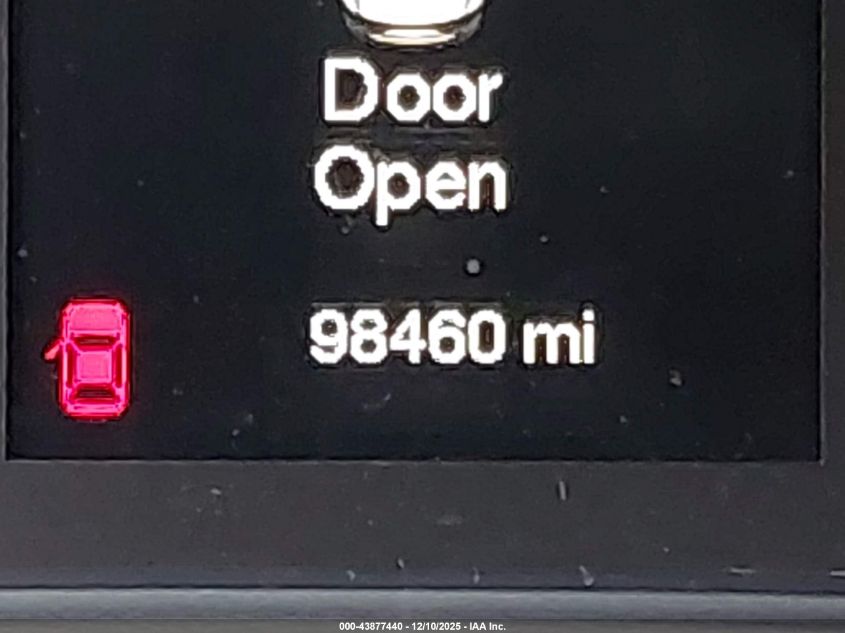 Door
Open
98460 mi
000-43877440 - 12/10/2025 - IAA Inc.